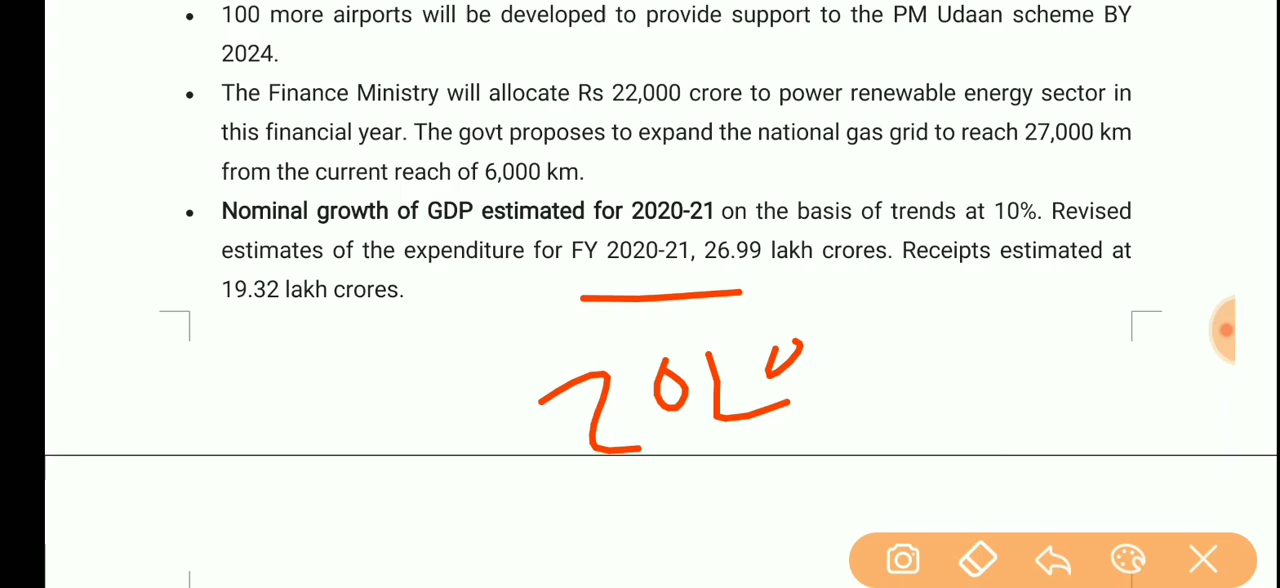 • 100 more airports will be developed to provide support to the PM Udaan scheme BY
2024.
• The Finance Ministry will allocate Rs 22,000 crore to power renewable energy sector in
this financial year. The govt proposes to expand the national gas grid to reach 27,000 km
from the current reach of 6,000 km.
• Nominal growth of GDP estimated for 2020-21 on the basis of trends at 10%. Revised
estimates of the expenditure for FY 2020-21, 26.99 lakh crores. Receipts estimated at
19.32 lakh crores.
2020